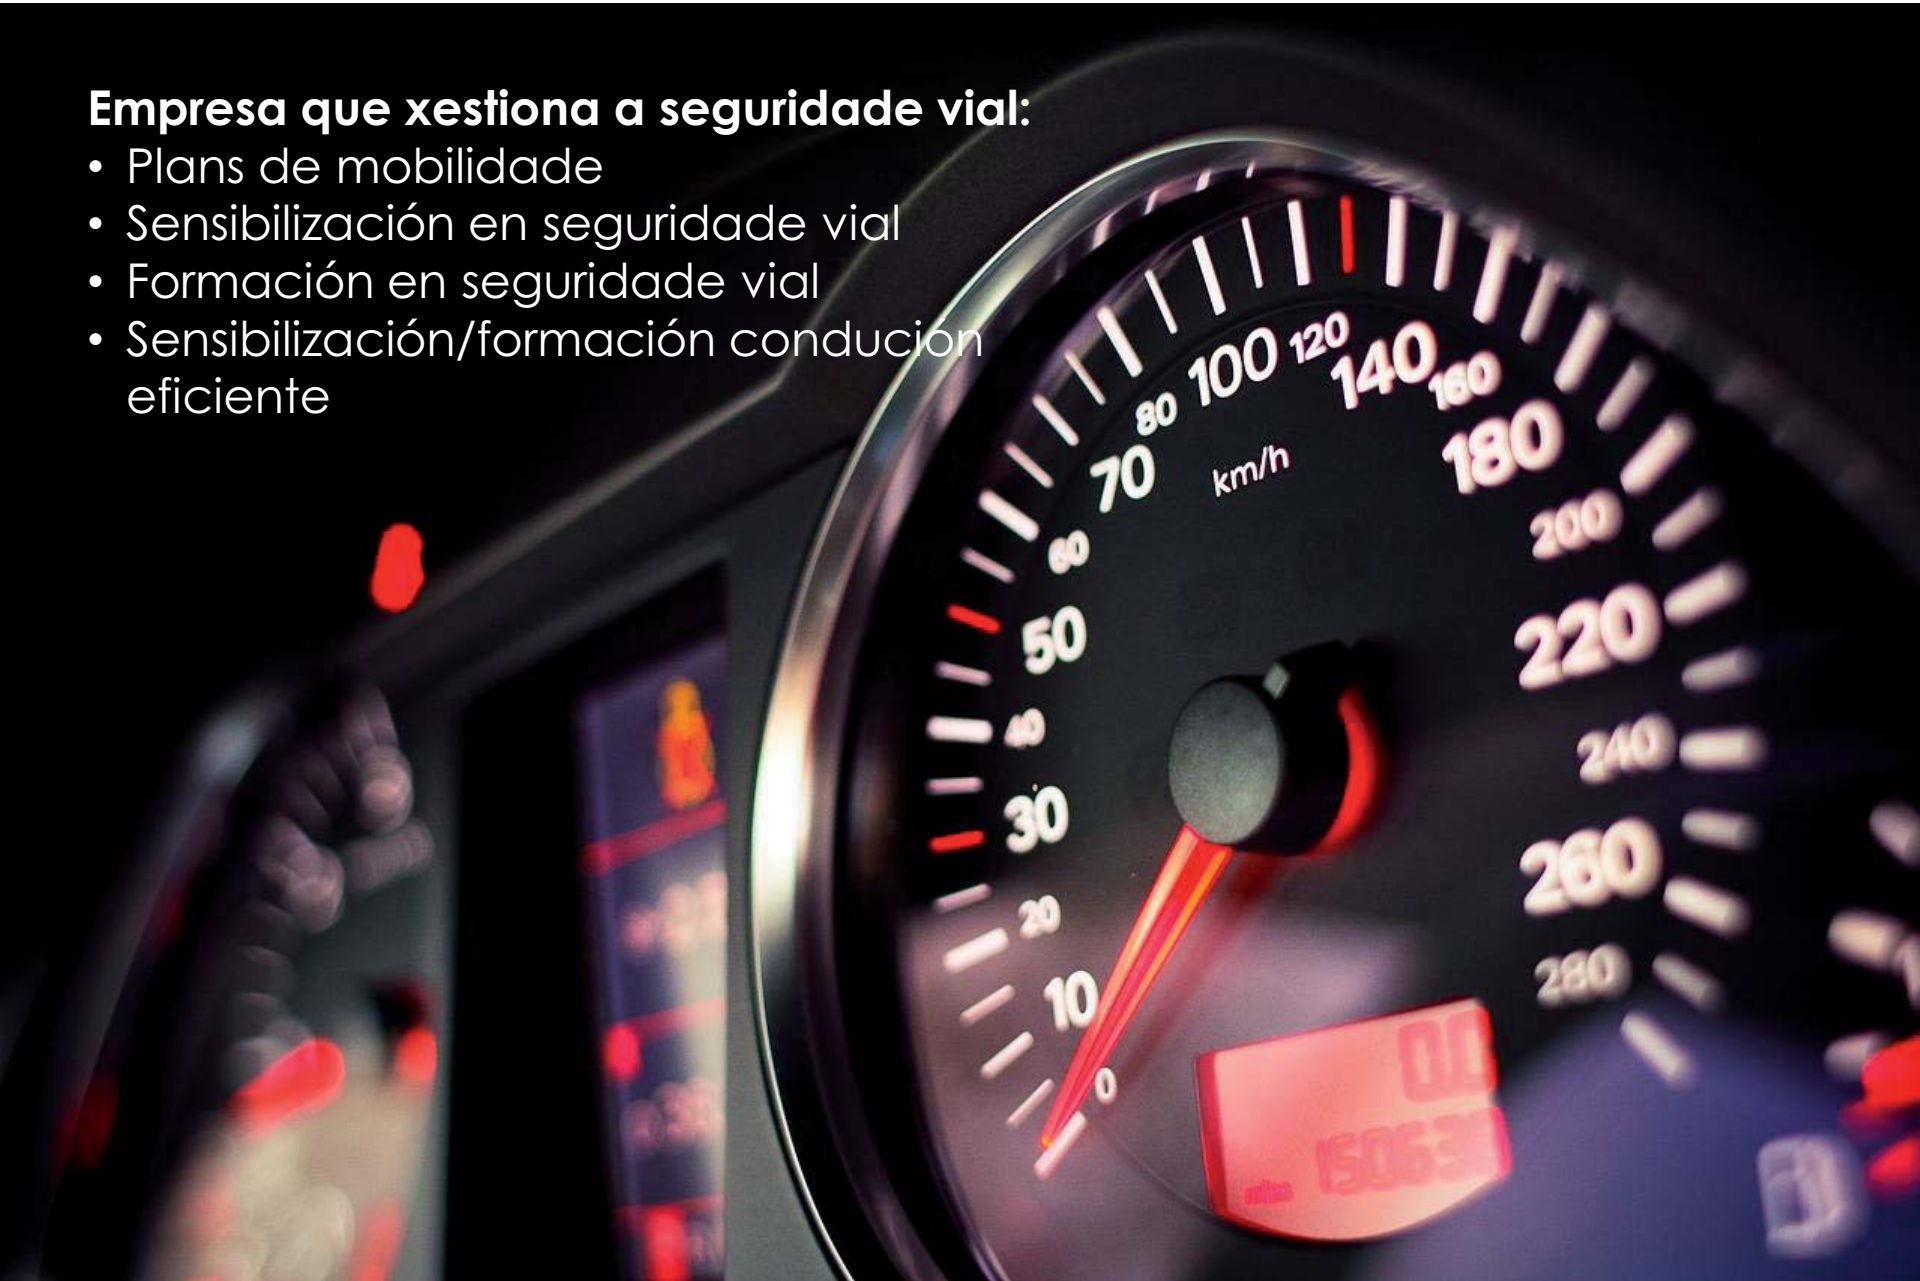 Empresa que xestiona a seguridade vial:
• Plans de mobilidade
• Sensibilización en seguridade vial
• Formación en seguridade vial
• Sensibilización/formación condución
eficiente
100 120 140 160
80
180
70
km/h
200
60
50
220
40
240
30
260
20
280
10
0
0.0